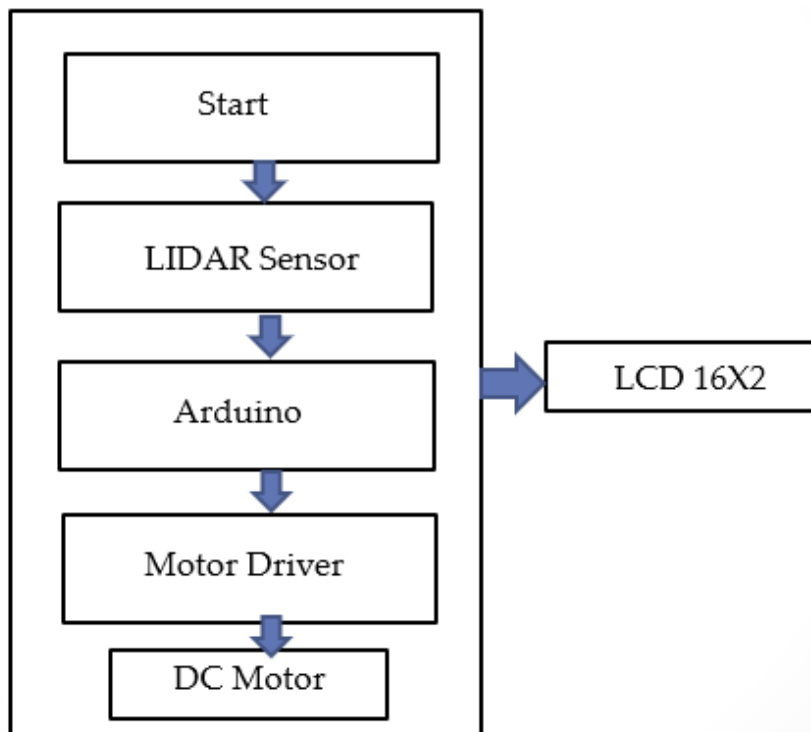 Start
LIDAR Sensor
Arduino
LCD 16X2
Motor Driver
DC Motor